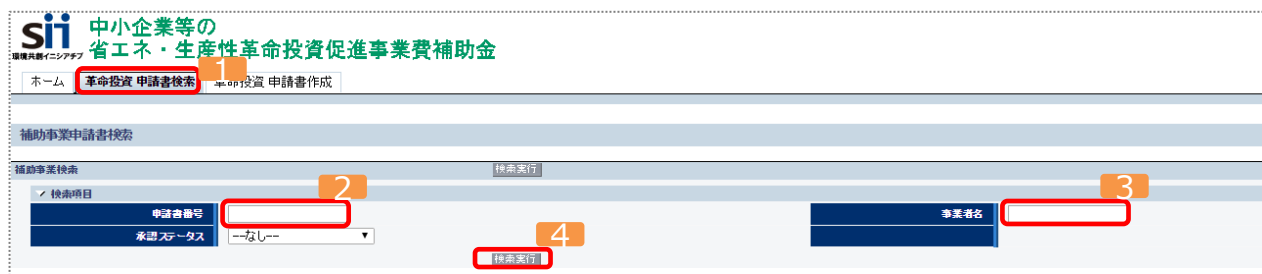 sii 中小企業等の
環境共創イニシアチブ 省エネ・生産性革命投資促進事業費補助金
1
ホーム 革命投資 申請書検索 革命投資 申請書作成
補助事業申請書検索
補助事業検索 検索実行
2 3
検索項目
申請書番号 事業者名
承認ステータス --なし-- 4
検索実行